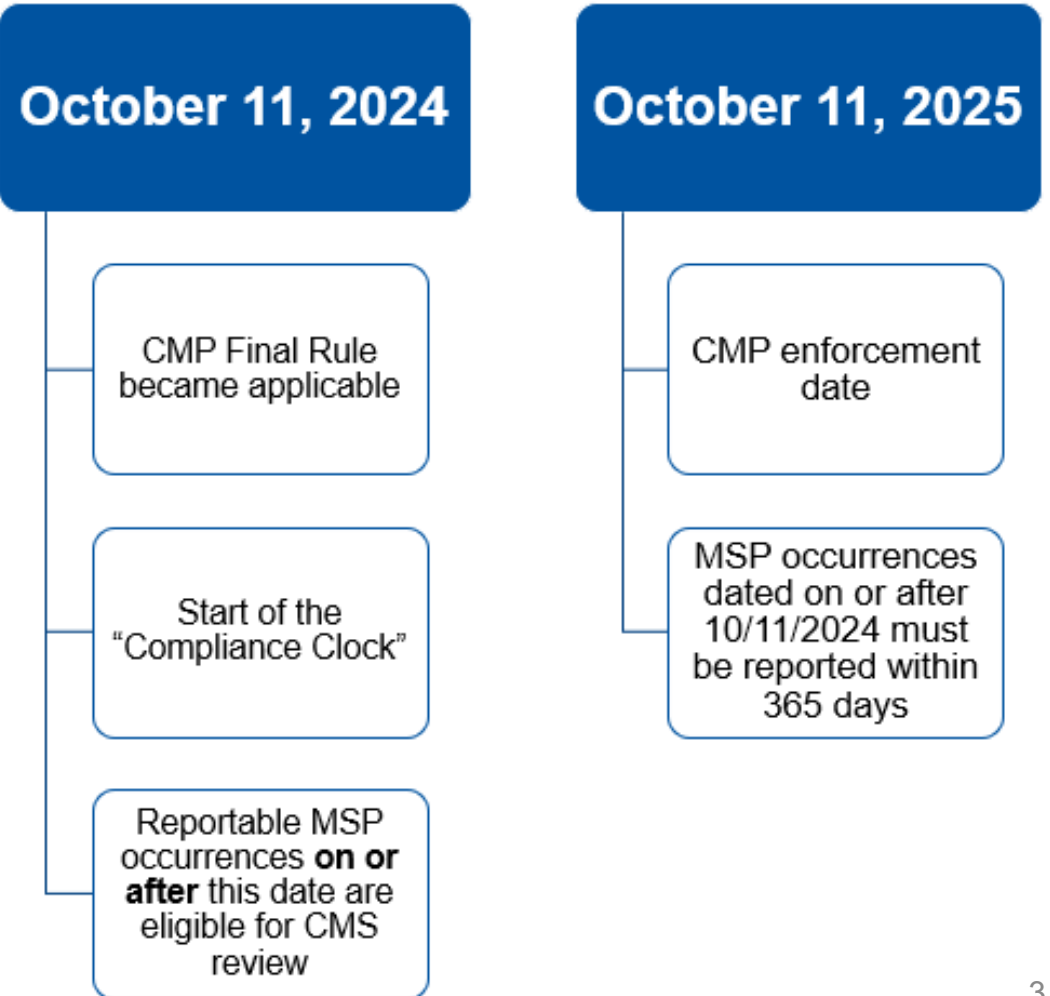 October 11, 2024
CMP Final Rule
became applicable
Start of the
“Compliance Clock”
Reportable MSP
occurrences on or
after this date are
eligible for CMS
review
October 11, 2025
CMP enforcement
date
MSP occurrences
dated on or after
10/11/2024 must
be reported within
365 days
3